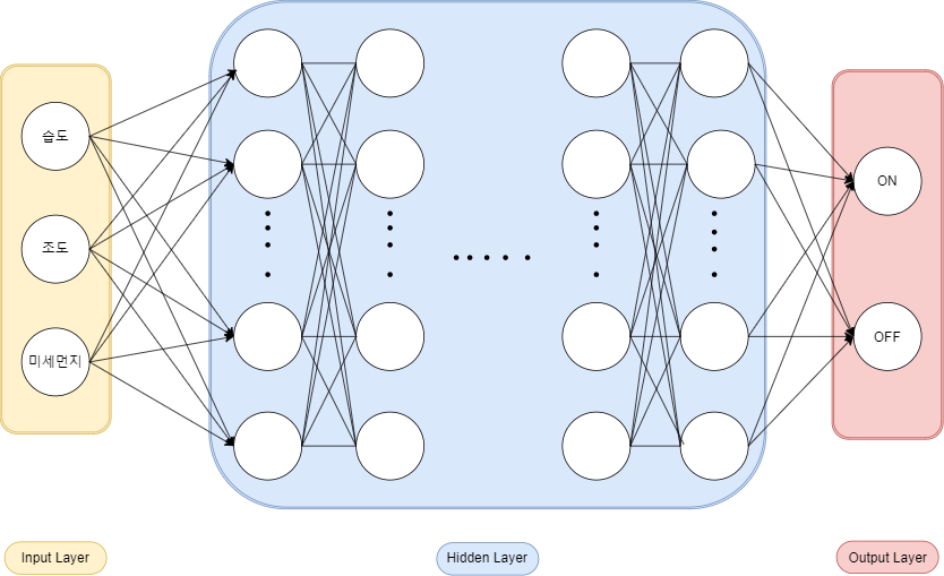 습도
조도
미세먼지
ON
OFF
Input Layer
Hidden Layer
Output Layer